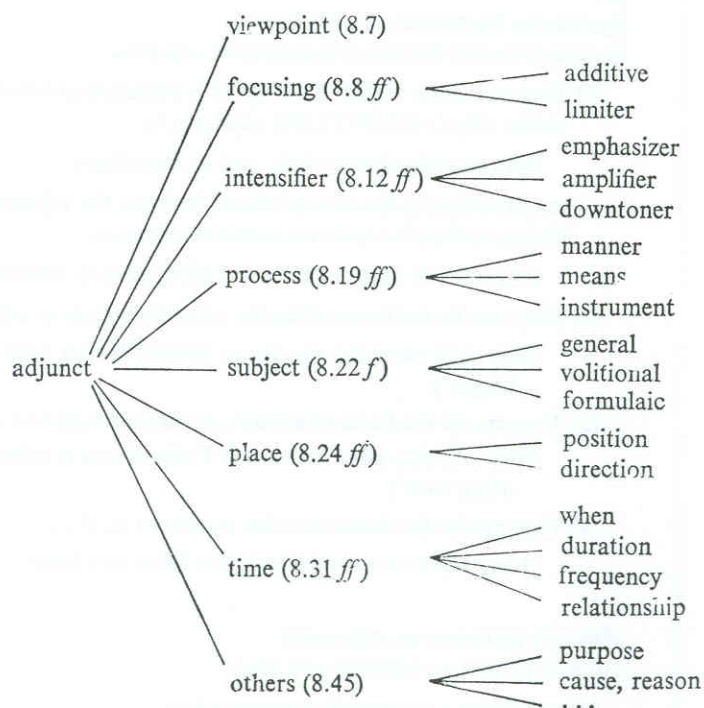 viewpoint (8.7)
focusing (8.8 ff)
additive
limiter
intensifier (8.12 ff)
emphasizer
amplifier
downtoner
process (8.19 ff)
manner
means
instrument
adjunct
subject (8.22 f)
general
volitional
formulaic
place (8.24 ff)
position
direction
time (8.31 ff)
when
duration
frequency
relationship
others (8.45)
purpose
cause, reason